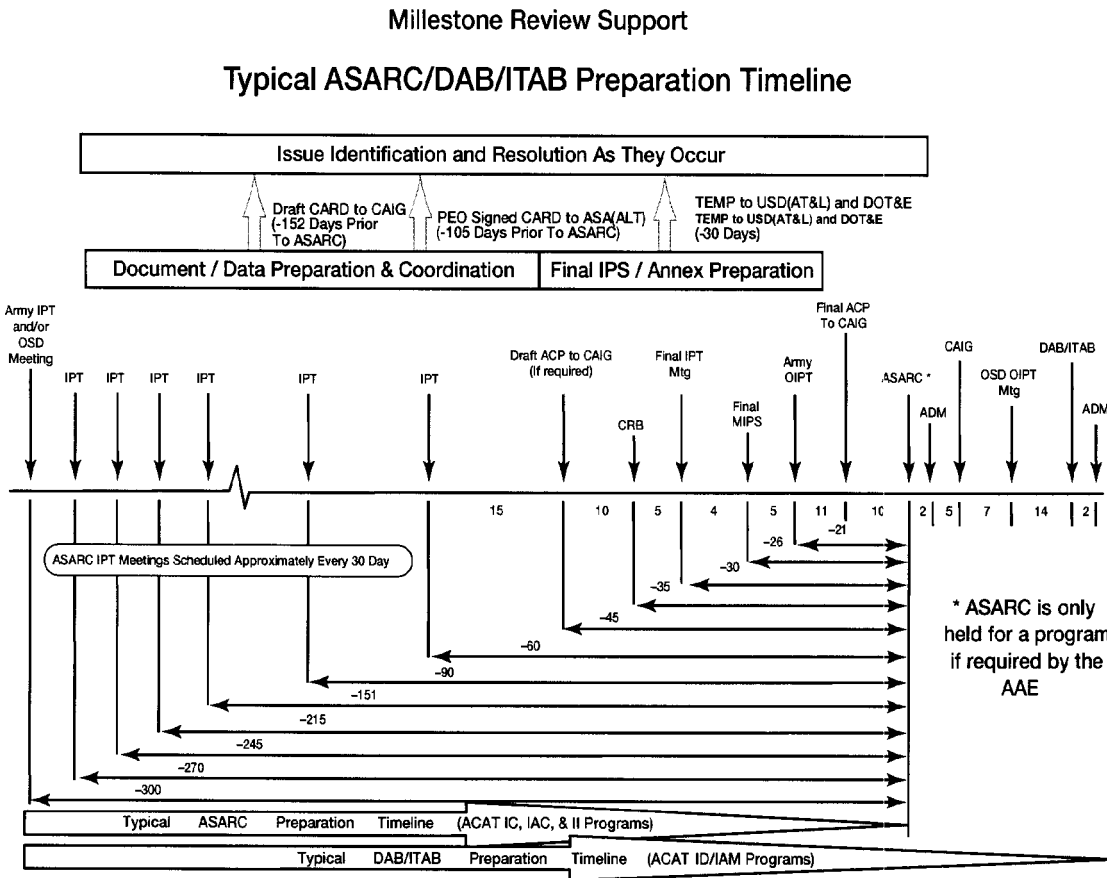 Milestone Review Support
Typical ASARC/DAB/ITAB Preparation Timeline
Issue Identification and Resolution As They Occur
Draft CARD to CAIG
(-152 Days Prior
To ASARC)
PEO Signed CARD to ASA(ALT)
(-105 Days Prior To ASARC)
TEMP to USD(AT&L) and DOT&E
TEMP to USD(AT&L) and DOT&E
(-30 Days)
Document / Data Preparation & Coordination
Final IPS / Annex Preparation
Army IPT
and/or
OSD
Meeting
IPT
IPT
IPT
IPT
IPT
IPT
Draft ACP to CAIG
(If required)
CRB
Final IPT
Mtg
Final
MIPS
Army
OIPT
Final ACP
To CAIG
ASARC *
ADM
CAIG
OSD OIPT
Mtg
DAB/ITAB
ADM
15
10
5
4
5
11
10
2
5
7
14
2
ASARC IPT Meetings Scheduled Approximately Every 30 Day
–21
–26
–30
–35
–45
–60
–90
–151
–215
–245
–270
–300
* ASARC is only
held for a program
if required by the
AAE
Typical ASARC Preparation Timeline (ACAT IC, IAC, & II Programs)
Typical DAB/ITAB Preparation Timeline (ACAT ID/IAM Programs)